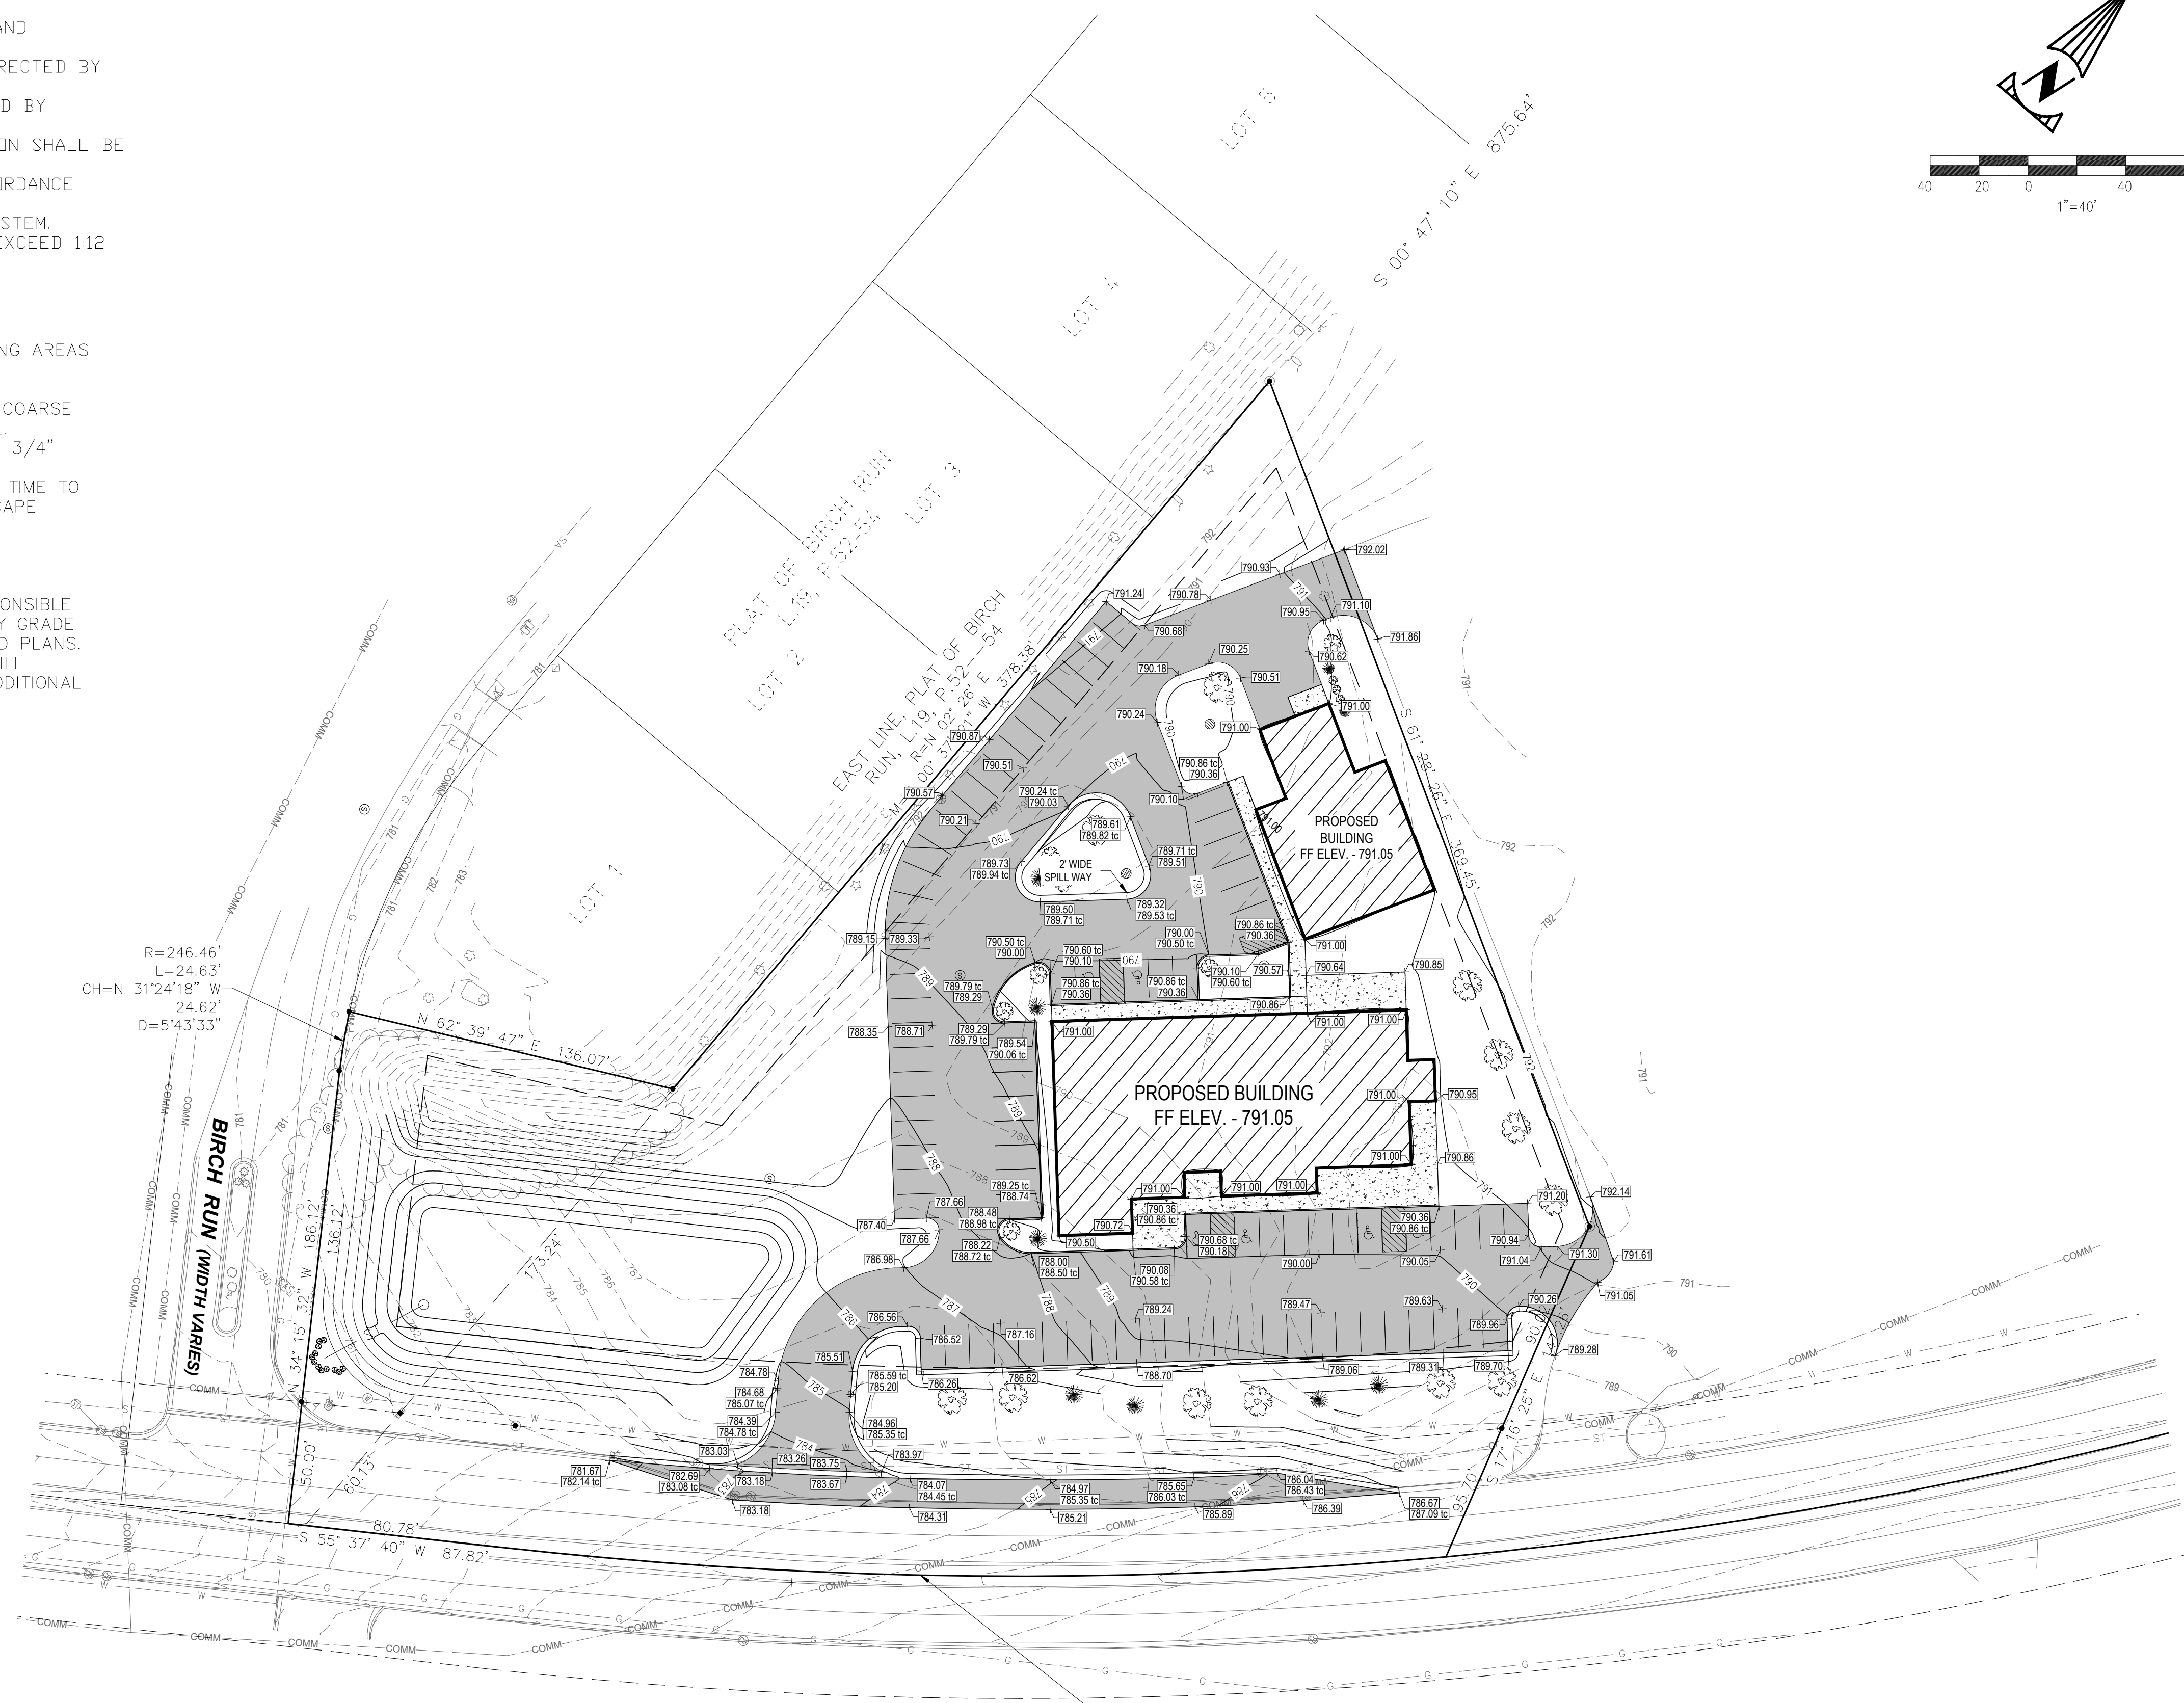 AND
RECTED BY
D BY
ON SHALL BE
RDANCE
STEM.
EXCEED 1:12
NG AREAS
COARSE
3/4"
TIME TO
CAPE
ONSIBLE
Y GRADE
D PLANS.
ILL
DDITIONAL
N
40 20 0 40
1"=40'
S 00° 47' 10" E 875.64'
LOT 5
LOT 4
LOT 3
PLAT OF BIRCH RUN
L.19, P.52-54
LOT 2
LOT 1
EAST LINE, PLAT OF BIRCH
RUN, L.19, P.52--54
R=N 02° 26' E
378.38'
S 61° 28' 26" E 369.45'
R=246.46'
L=24.63'
CH=N 31°24'18" W
24.62'
D=5°43'33"
N 62° 39' 47" E 136.07'
BIRCH RUN (WIDTH VARIES)
N 34° 15' 32" W 186.12'
136.12'
173.24'
50.00'
60.13'
80.78'
S 55° 37' 40" W 87.82'
S 17° 16' 25" E
95.70'
792.02
790.93
791.24
790.78
790.68
790.95
791.10
791.86
790.62
790.25
790.18
790.51
790.24
791.00
791.00
790.87
790.51
790.57
790.21
790.86 tc
790.36
790.10
790.24 tc
790.03
789.61
789.82 tc
789.73
789.94 tc
2' WIDE
SPILL WAY
789.71 tc
789.51
789.50
789.71 tc
789.32
789.53 tc
791.00
PROPOSED
BUILDING
FF ELEV. - 791.05
789.15
789.33
790.50 tc
790.00
790.60 tc
790.10
790.00
790.50 tc
790.86 tc
790.36
791.00
789.79 tc
789.29
790.86 tc
790.36
790.86 tc
790.36
790.10
790.60 tc
790.57
790.64
790.85
790.86
788.35
788.71
789.29
789.79 tc
789.54
790.06 tc
791.00
791.00
791.00
PROPOSED BUILDING
FF ELEV. - 791.05
791.00
790.95
791.00
790.86
789.25 tc
788.74
791.00
791.00
791.00
791.20
792.14
787.66
787.40
787.66
788.48
788.98 tc
788.22
788.72 tc
790.72
790.50
790.36
790.86 tc
790.68 tc
790.18
790.36
790.86 tc
790.94
791.04
791.30
791.61
786.98
788.00
788.50 tc
790.08
790.58 tc
790.00
790.05
791.05
786.56
786.52
787.16
789.24
789.47
789.63
790.26
789.96
785.51
784.78
785.59 tc
785.20
784.68
785.07 tc
786.26
786.62
788.70
789.06
789.31
789.70
789.28
784.39
784.78 tc
784.96
785.35 tc
783.03
783.26
783.75
783.97
781.67
782.14 tc
782.69
783.08 tc
783.18
783.67
784.07
784.45 tc
784.97
785.35 tc
785.65
786.03 tc
786.04
786.43 tc
786.67
787.09 tc
783.18
784.31
785.21
785.89
786.39
781
782
783
784
785
786
787
788
789
790
791
792
COMM
SA
ST
W
G